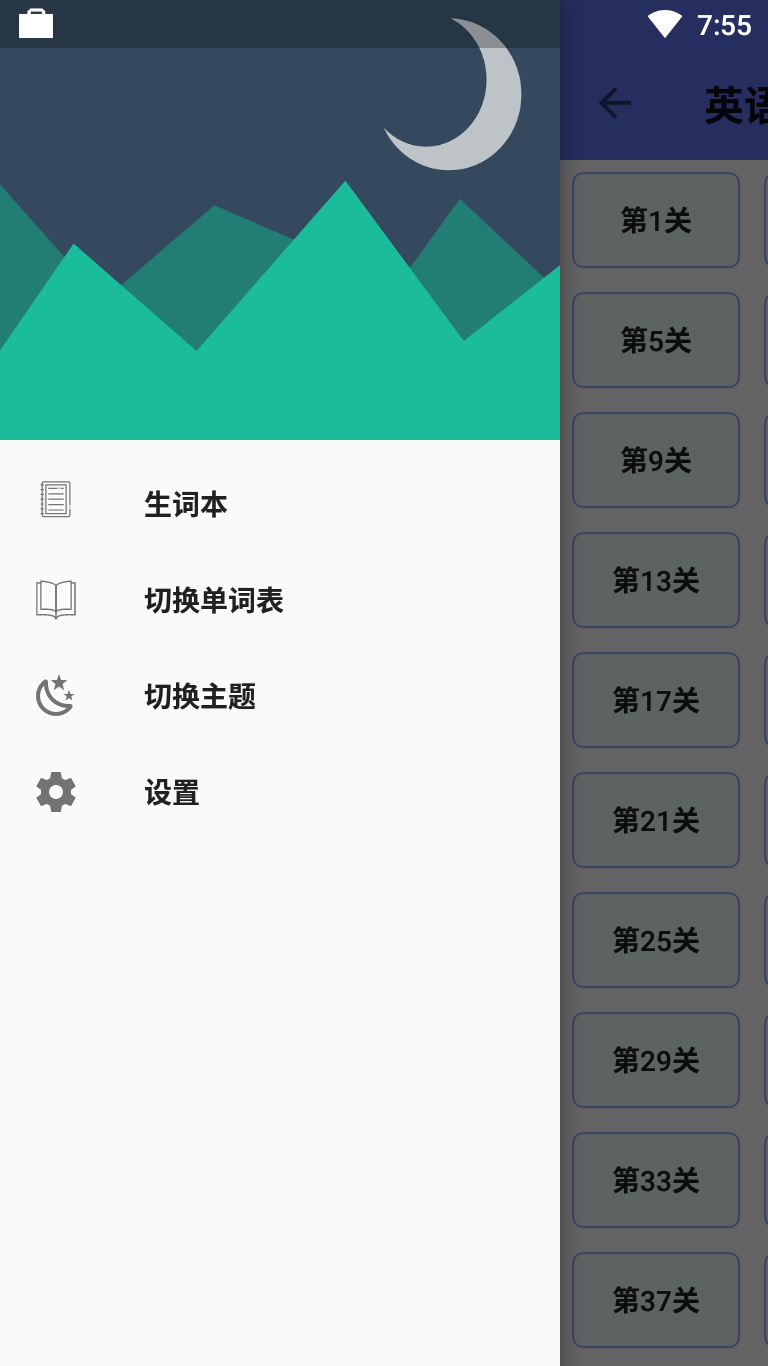 7:55
英语
生词本
切换单词表
切换主题
设置
第1关
第5关
第9关
第13关
第17关
第21关
第25关
第29关
第33关
第37关